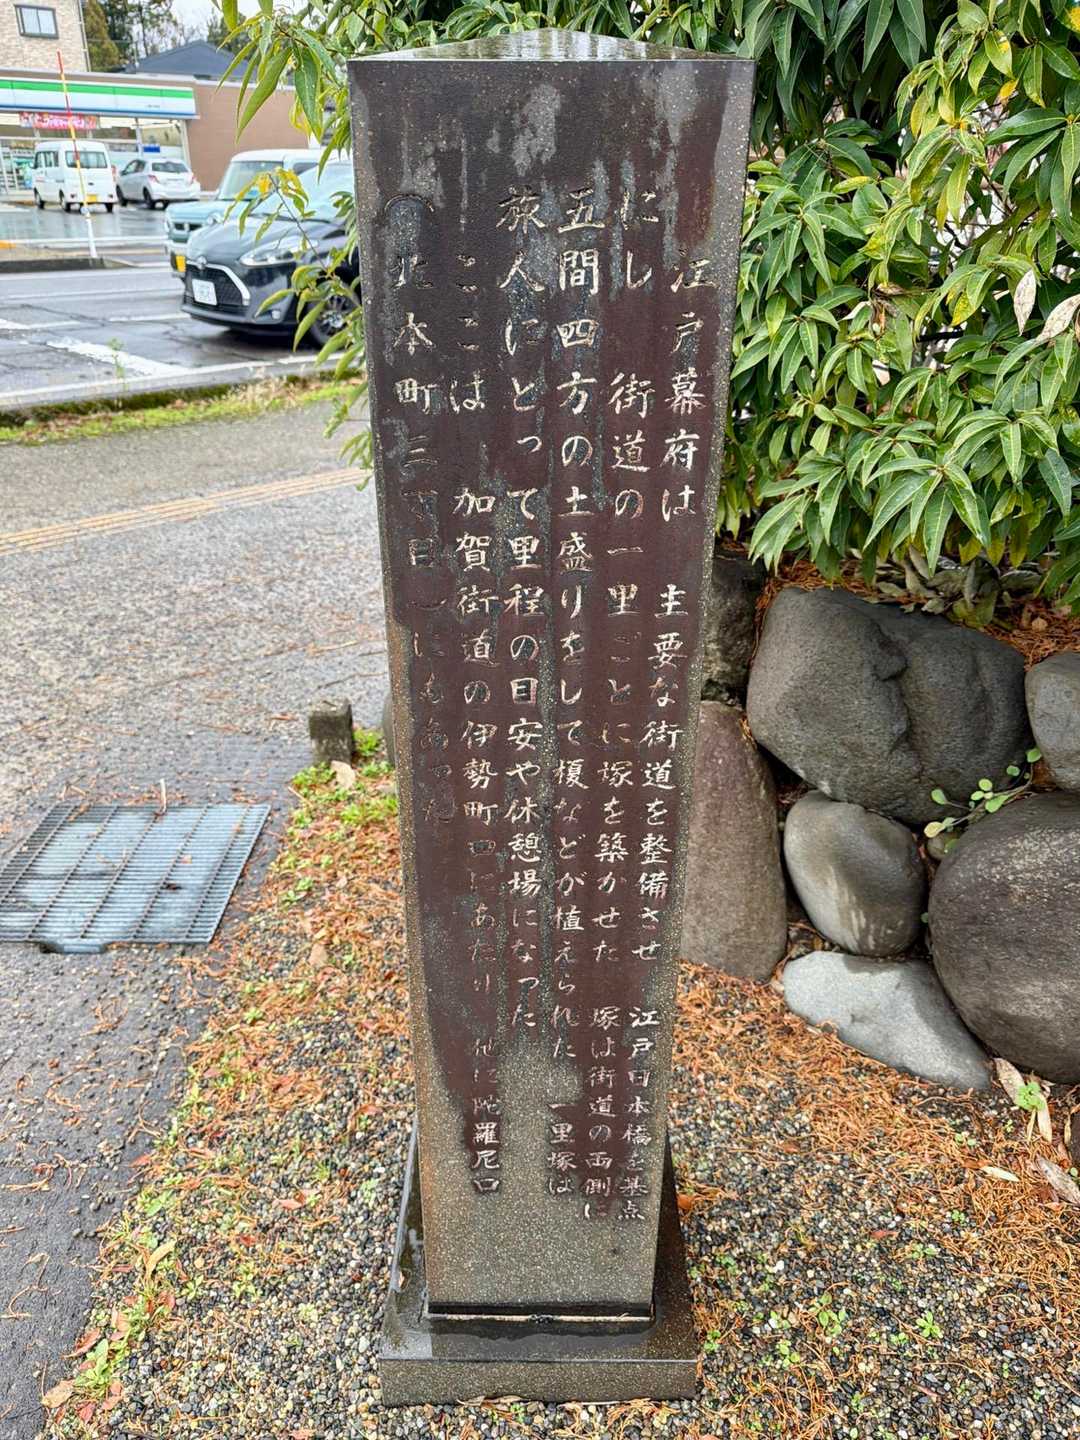 江戸幕府は 主要な街道を整備させ 江戸日本橋を基点
にし 街道の一里ごとに塚を築かせた 塚は街道の両側に
五間四方の土盛りをして榎などが植えられた 一里塚は
旅人にとって里程の目安や休憩場になった
ここは 加賀街道の伊勢町口にあたり 他に陀羅尼口
（北本町三丁目）にもあった